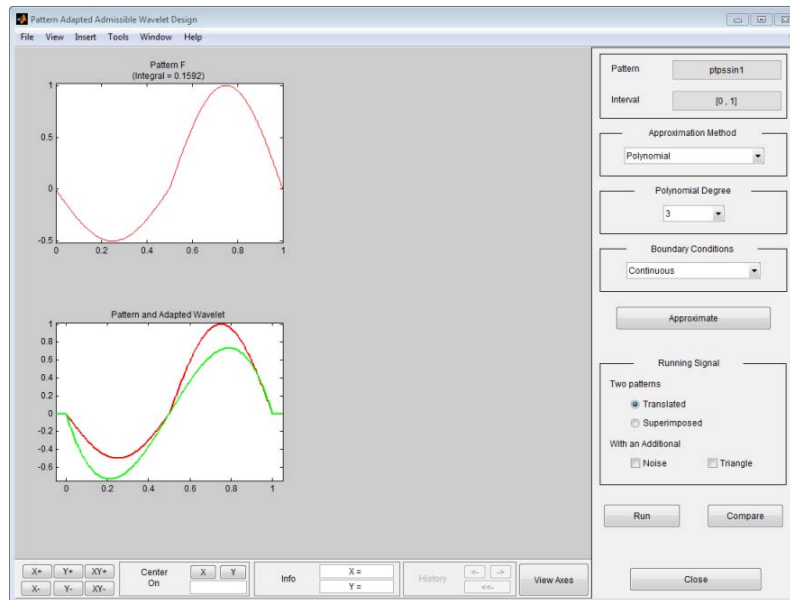 Pattern Adapted Admissible Wavelet Design
File View Insert Tools Window Help
Pattern F
(Integral = 0.1592)
1
0.5
0
-0.5
0 0.2 0.4 0.6 0.8 1
Pattern and Adapted Wavelet
1
0.8
0.6
0.4
0.2
0
-0.2
-0.4
-0.6
0 0.2 0.4 0.6 0.8 1
Pattern ptpssin1
Interval [0 , 1]
Approximation Method
Polynomial
Polynomial Degree
3
Boundary Conditions
Continuous
Approximate
Running Signal
Two patterns
Translated
Superimposed
With an Additional
Noise Triangle
Run Compare
Close
X+ Y+ XY+
X- Y- XY-
Center
On
X Y
Info
X =
Y =
History
<- ->
<<-
View Axes